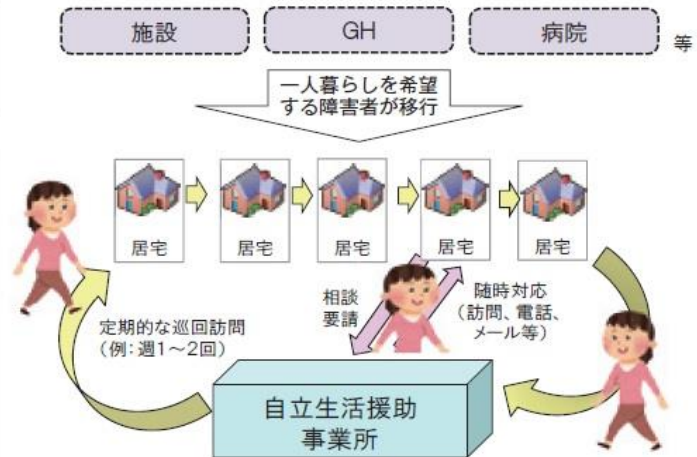 施設
GH
病院
等
一人暮らしを希望
する障害者が移行
居宅
居宅
居宅
居宅
居宅
定期的な巡回訪問
（例：週1～2回）
相談
要請
随時対応
（訪問、電話、
メール等）
自立生活援助
事業所